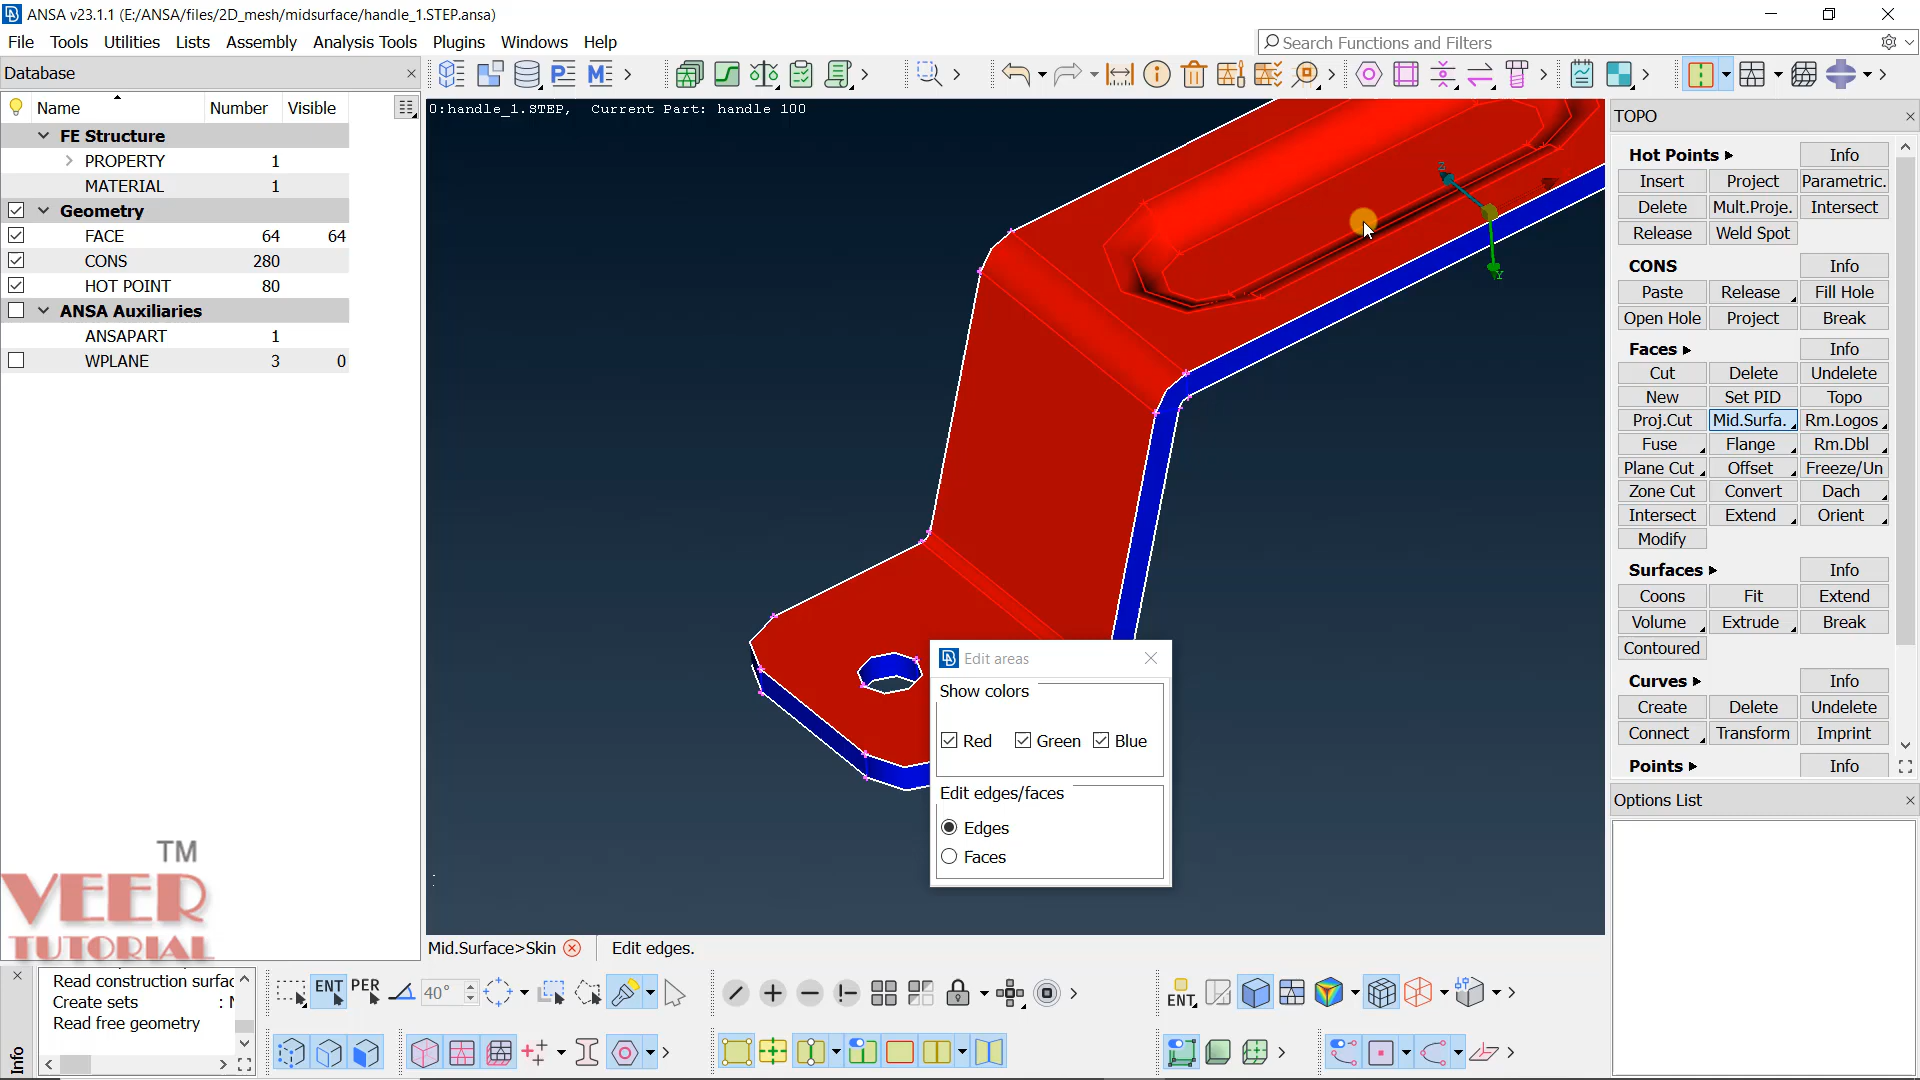 ANSA v23.1.1 (E:/ANSA/files/2D_mesh/midsurface/handle_1.STEP.ansa)
File Tools Utilities Lists Assembly Analysis Tools Plugins Windows Help
Search Functions and Filters
Database
Name Number Visible
FE Structure
PROPERTY 1
MATERIAL 1
Geometry
FACE 64 64
CONS 280
HOT POINT 80
ANSA Auxiliaries
ANSAPART 1
WPLANE 3 0
TM
VEER
TUTORIAL
0:handle_1.STEP, Current Part: handle 100
Z
Y
Edit areas
Show colors
Red Green Blue
Edit edges/faces
Edges
Faces
Mid.Surface>Skin Edit edges.
TOPO
Hot Points Info
Insert Project Parametric.
Delete Mult.Proje. Intersect
Release Weld Spot
CONS Info
Paste Release Fill Hole
Open Hole Project Break
Faces Info
Cut Delete Undelete
New Set PID Topo
Proj.Cut Mid.Surfa. Rm.Logos
Fuse Flange Rm.Dbl
Plane Cut Offset Freeze/Un
Zone Cut Convert Dach
Intersect Extend Orient
Modify
Surfaces Info
Coons Fit Extend
Volume Extrude Break
Contoured
Curves Info
Create Delete Undelete
Connect Transform Imprint
Points Info
Options List
Info
Read construction surfac
Create sets : N
Read free geometry
ENT PER 40°
ENT